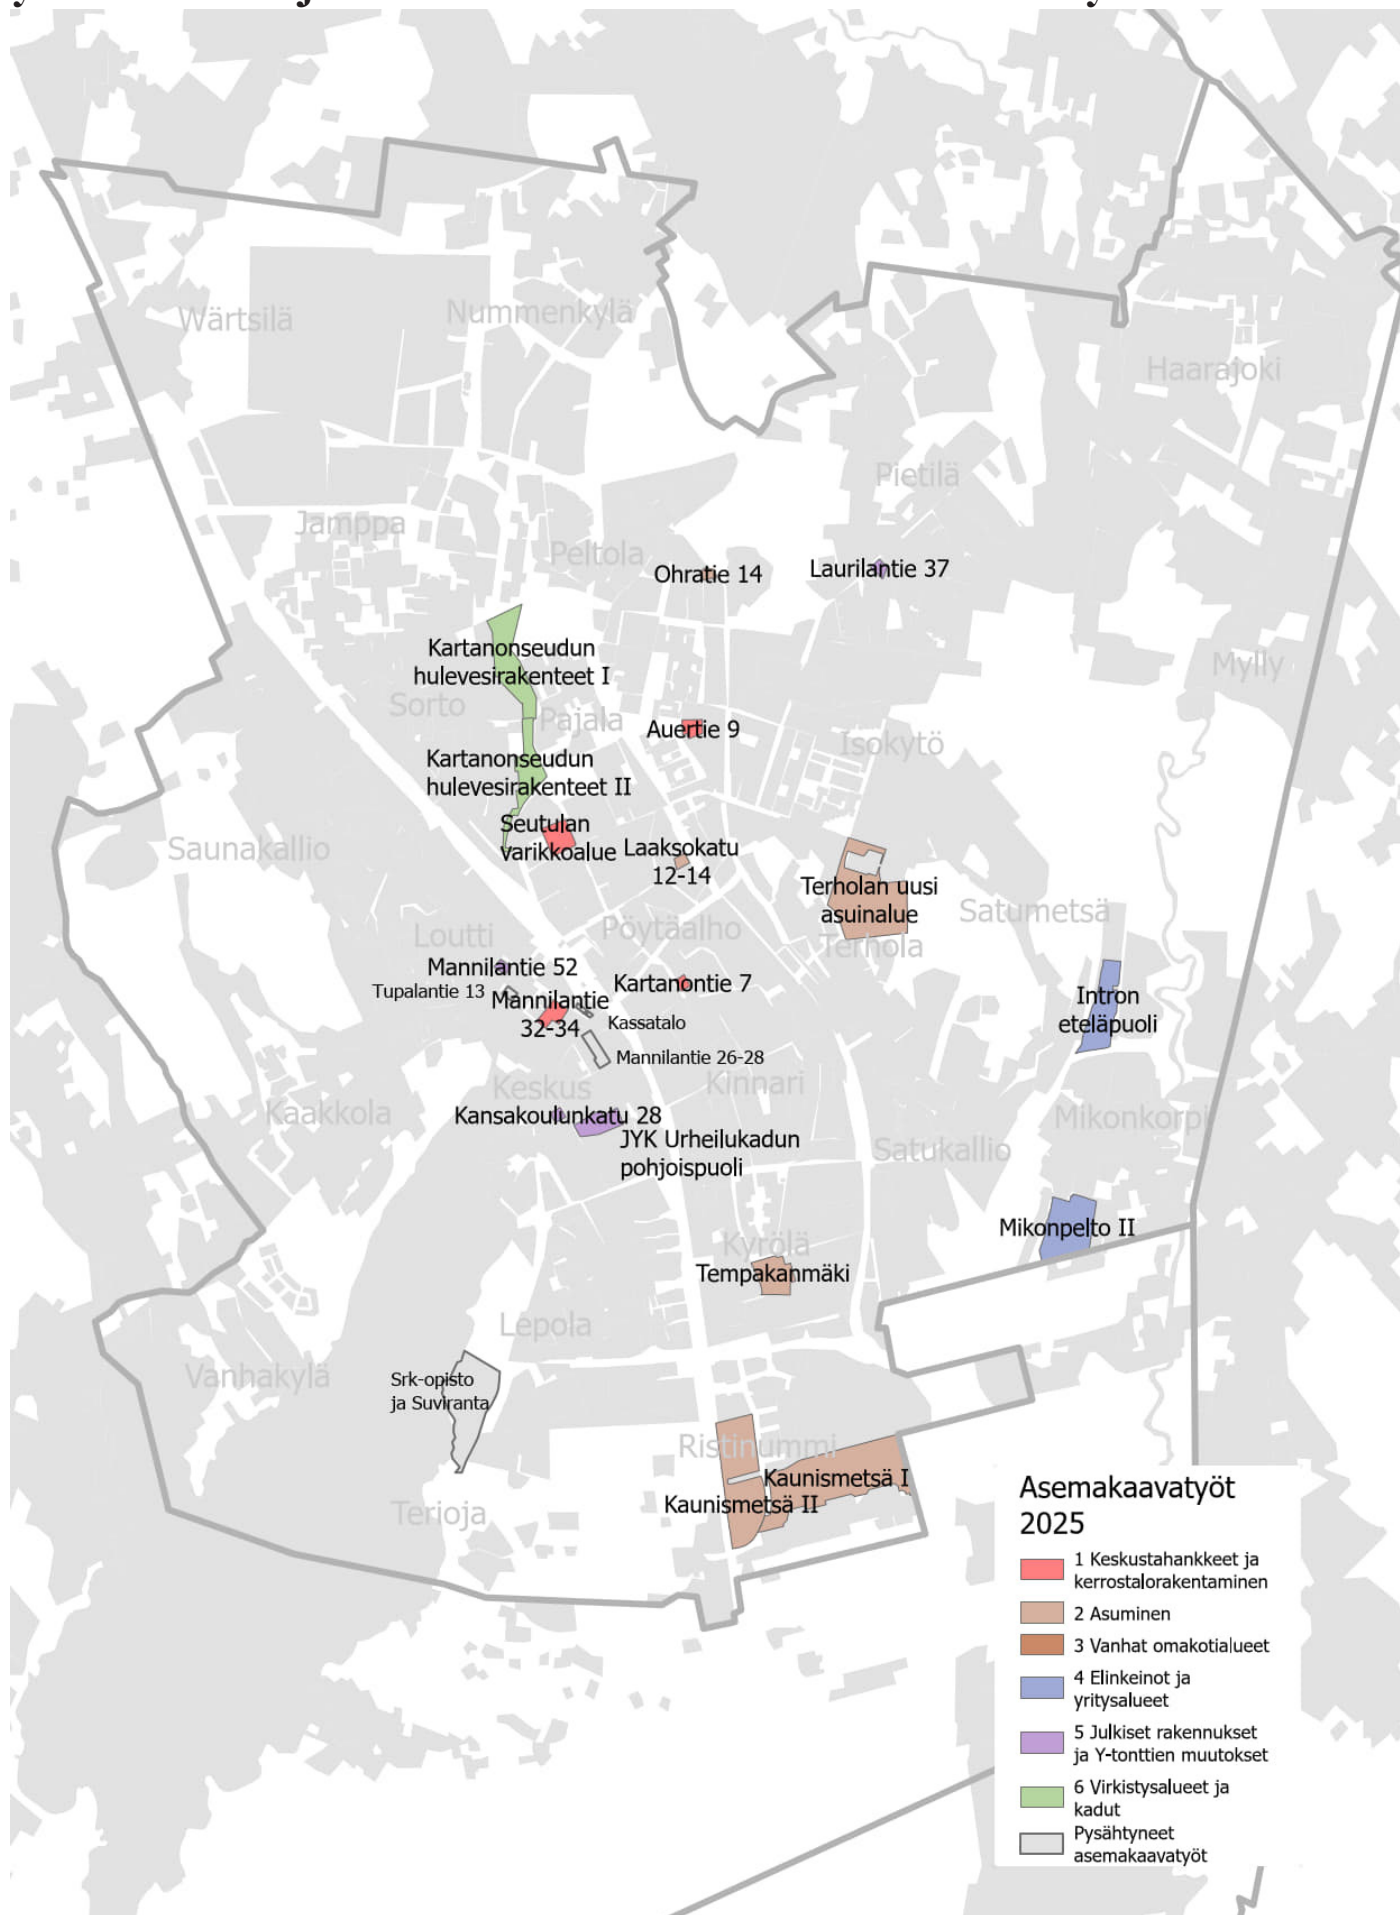 Wärtsilä
Nummenkylä
Haarajoki
Pietilä
Jamppa
Peltola
Ohratie 14
Laurilantie 37
Kartanonseudun
hulevesirakenteet I
Mylly
Sorto
Pajala
Auertie 9
Isokytö
Kartanonseudun
hulevesirakenteet II
Seutulan
varikkoalue
Laaksokatu
12-14
Saunakallio
Terholan uusi
asuinalue
Satumetsä
Loutti
Pöytäalho
Terhola
Mannilantie 52
Tupalantie 13
Mannilantie
32-34
Kartanontie 7
Intron
eteläpuoli
Kassatalo
Mannilantie 26-28
Keskus
Kinnari
Kaakkola
Kansakoulunkatu 28
Mikonkorpi
JYK Urheilukadun
pohjoispuoli
Satukallio
Mikonpelto II
Kyrölä
Tempakanmäki
Lepola
Vanhakylä
Srk-opisto
ja Suviranta
Ristinummi
Kaunismetsä I
Kaunismetsä II
Terioja
Asemakaavatyöt
2025
1 Keskustahankkeet ja
kerrostalorakentaminen
2 Asuminen
3 Vanhat omakotialueet
4 Elinkeinot ja
yritysalueet
5 Julkiset rakennukset
ja Y-tonttien muutokset
6 Virkistysalueet ja
kadut
Pysähtyneet
asemakaavatyöt